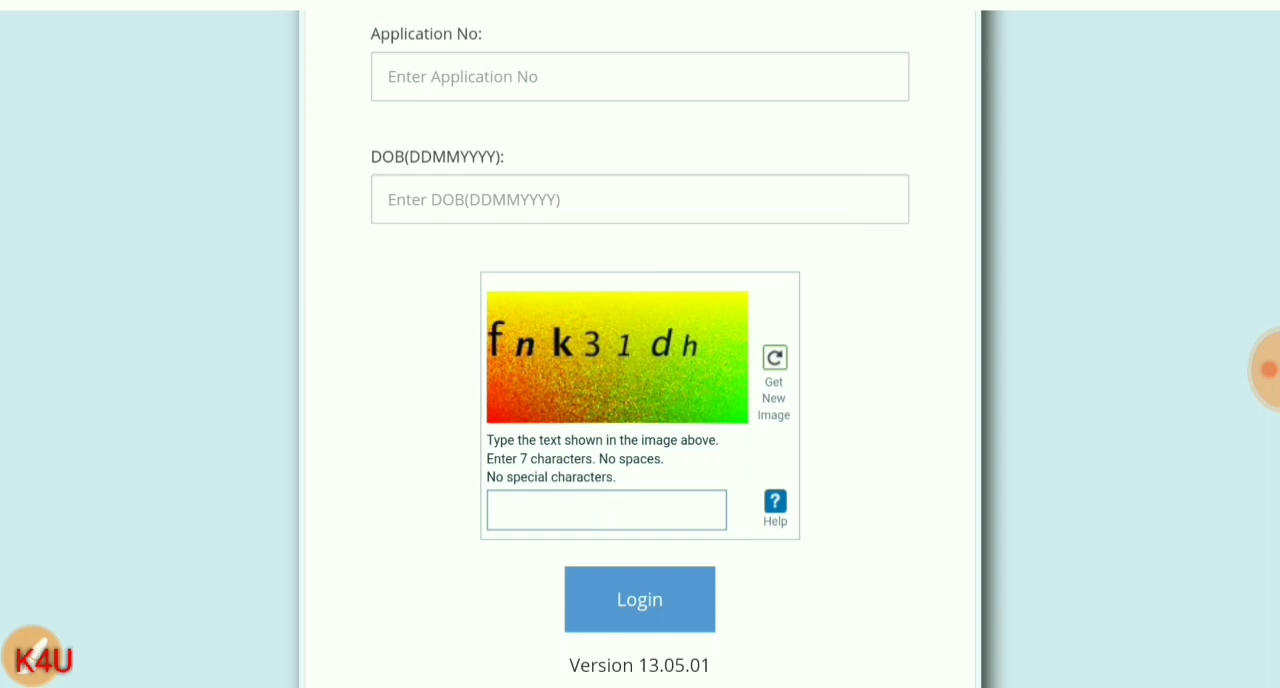 Application No:
Enter Application No
DOB(DDMMYYYY):
Enter DOB(DDMMYYYY)
fnk31dh
Get
New
Image
Type the text shown in the image above.
Enter 7 characters. No spaces.
No special characters.
?
Help
Login
Version 13.05.01
K4U